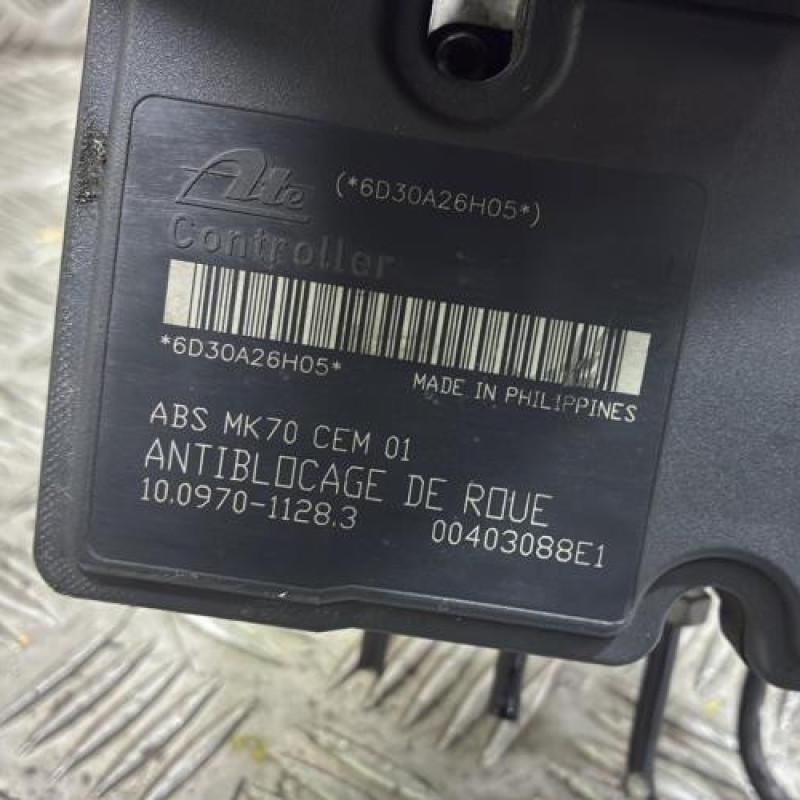 Ate (*6D30A26H05*)
Controller
*6D30A26H05*
MADE IN PHILIPPINES
ABS MK70 CEM 01
ANTIBLOCAGE DE ROUE
10.0970-1128.3 00403088E1